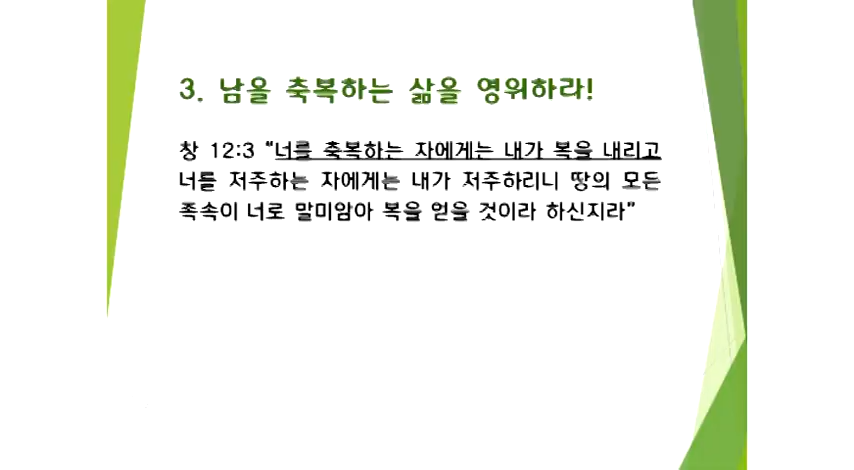 3. 남을 축복하는 삶을 영위하라!
창 12:3 "너를 축복하는 자에게는 내가 복을 내리고
너를 저주하는 자에게는 내가 저주하리니 땅의 모든
족속이 너로 말미암아 복을 얻을 것이라 하신지라"